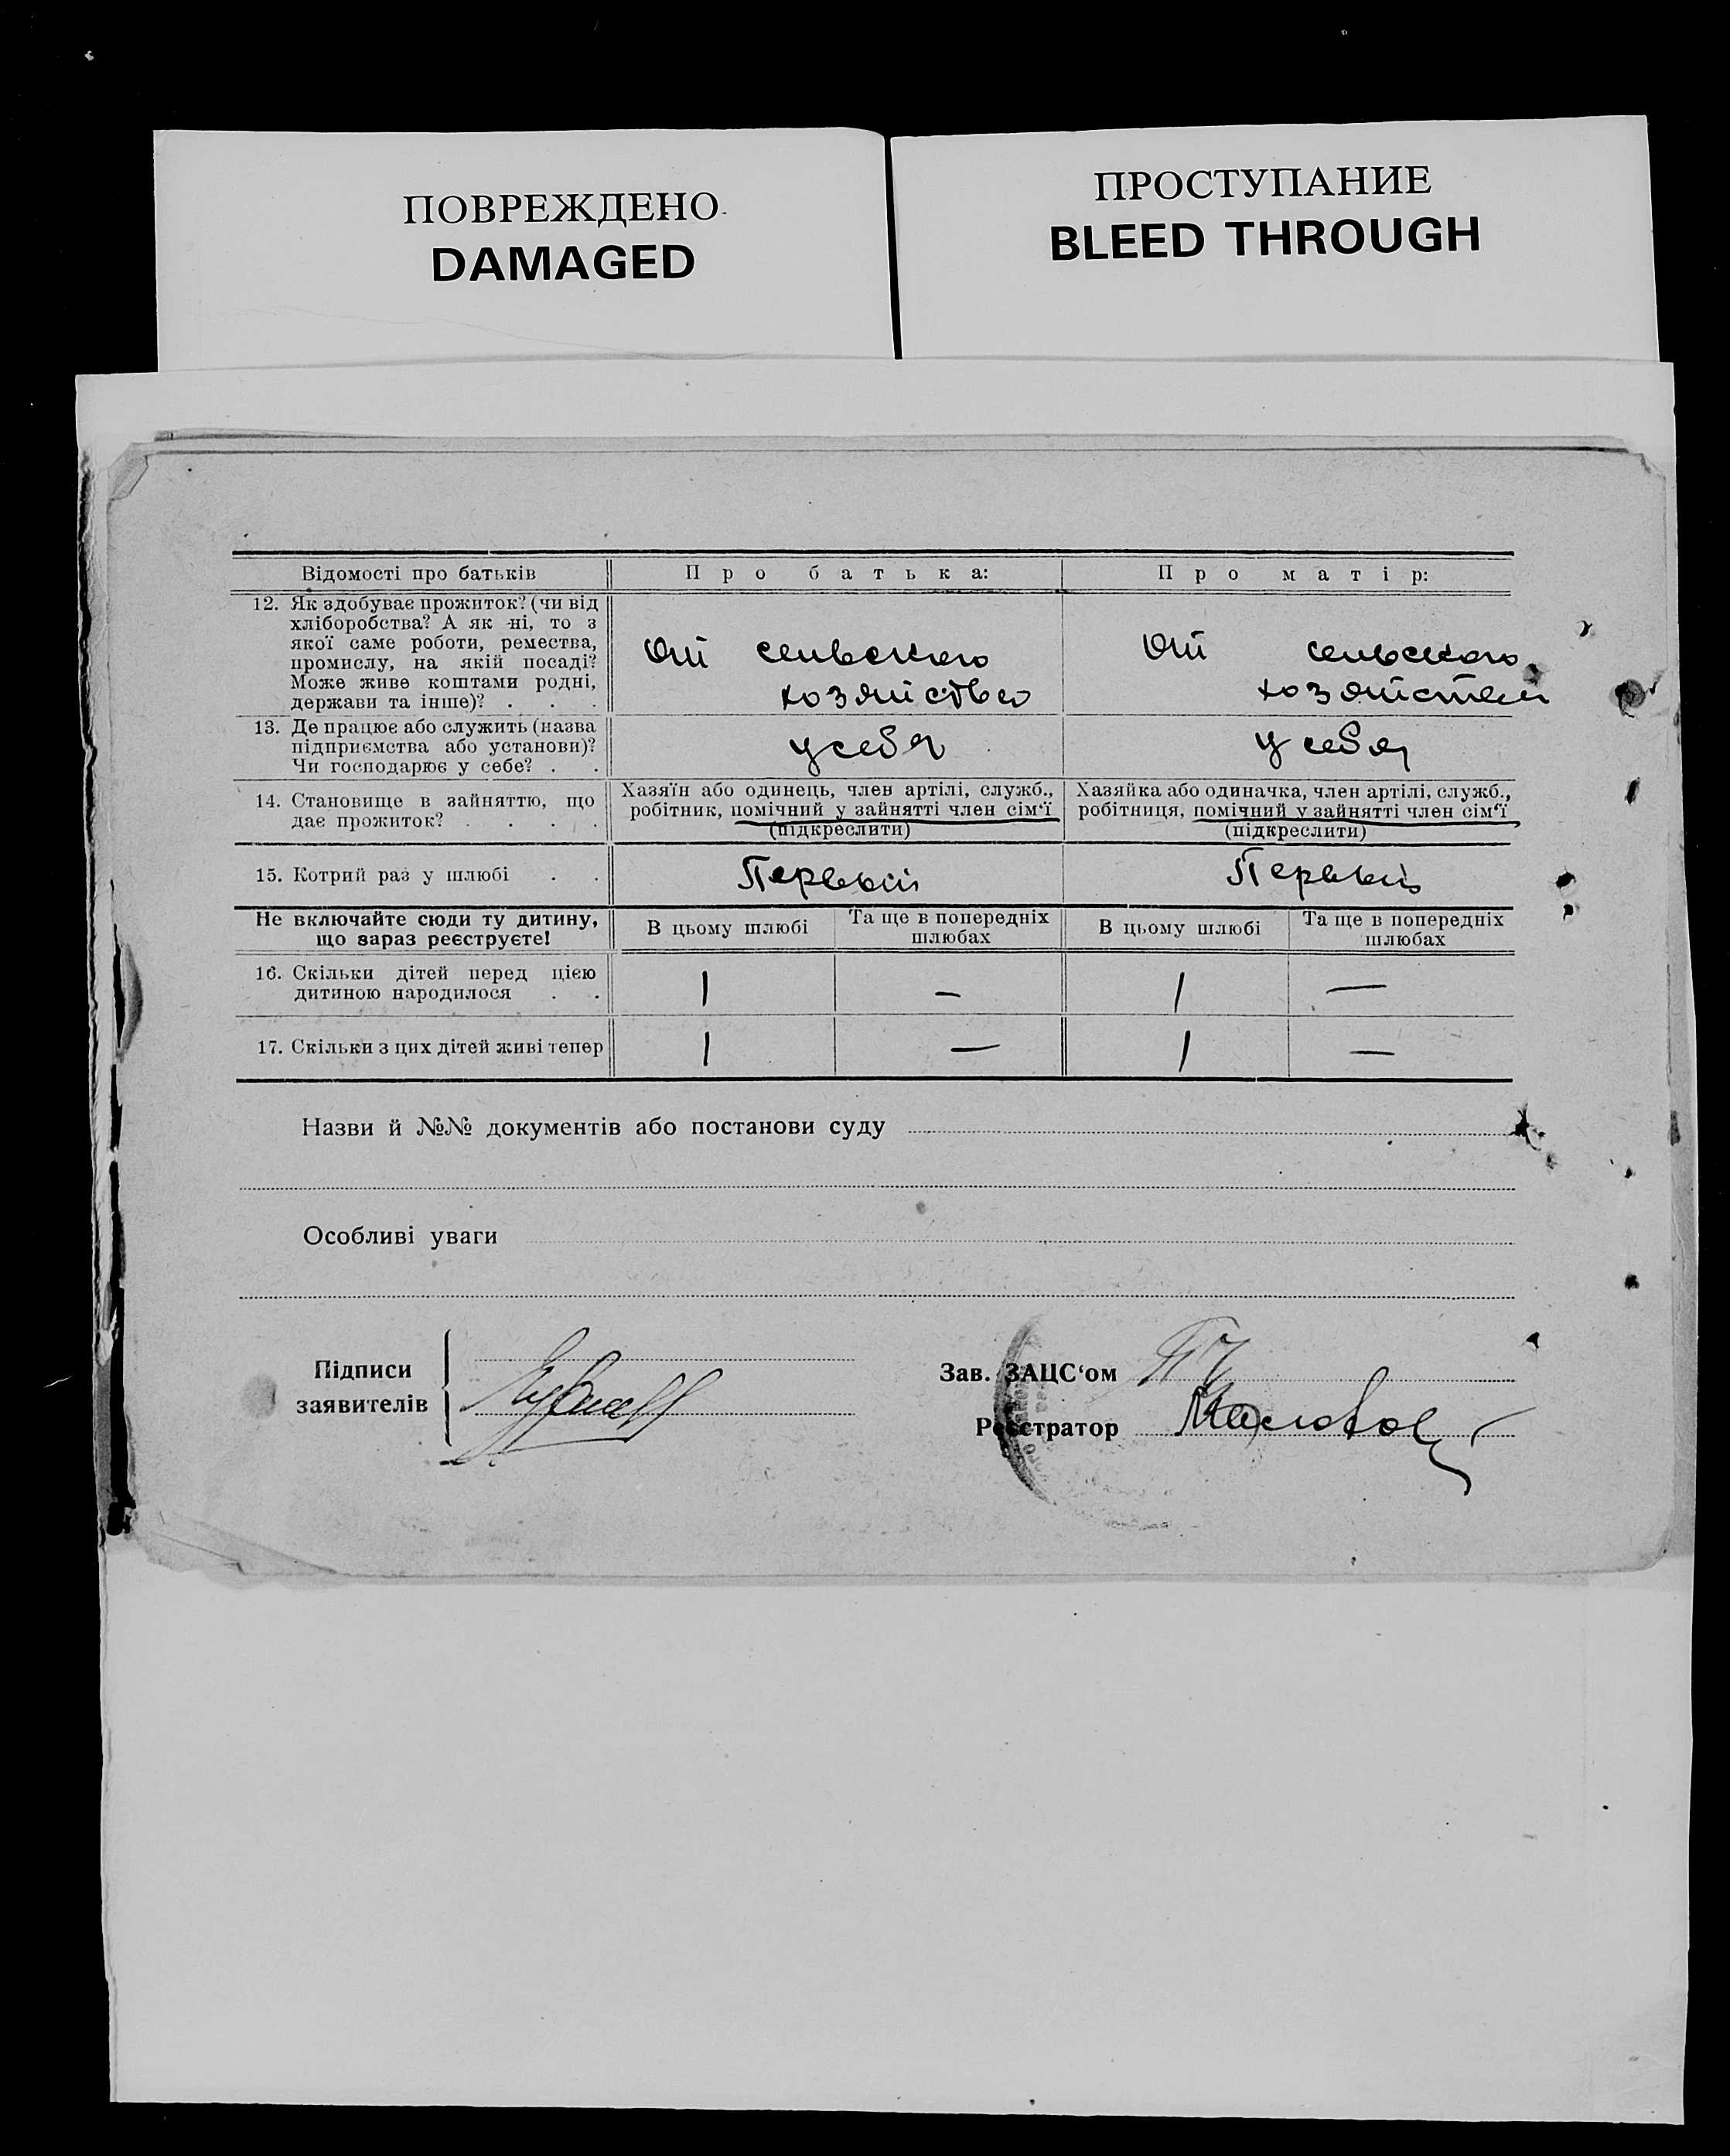 ПОВРЕЖДЕНО
DAMAGED
ПРОСТУПАНИЕ
BLEED THROUGH
Відомості про батьків
Про батька:
Про матір:
12. Як здобуває прожиток? (чи від
хліборобства? А як ні, то з
якої саме роботи, ремества,
промислу, на якій посаді?
Може живе коштами родні,
держави та інше)? . . .
От сельского
хозяйство
От сельского
хозяйством
13. Де працює або служить (назва
підприємства або установи)?
Чи господарює у себе? . .
у себя
у себя
14. Становище в зайняттю, що
дає прожиток? . . . .
Хазяїн або одинець, член артілі, служб.,
робітник, помічний у зайнятті член сім'ї
(підкреслити)
Хазяйка або одиначка, член артілі, служб.,
робітниця, помічний у зайнятті член сім'ї
(підкреслити)
15. Котрий раз у шлюбі . .
Первый
Первый
Не включайте сюди ту дитину,
що зараз реєструєте!
В цьому шлюбі
Та ще в попередніх
шлюбах
В цьому шлюбі
Та ще в попередніх
шлюбах
16. Скільки дітей перед цією
дитиною народилося . .
1
—
1
—
17. Скільки з цих дітей живі тепер
1
—
1
—
Назви й №№ документів або постанови суду
Особливі уваги
Підписи
заявителів
Зав. ЗАЦС‘ом
Реєстратор